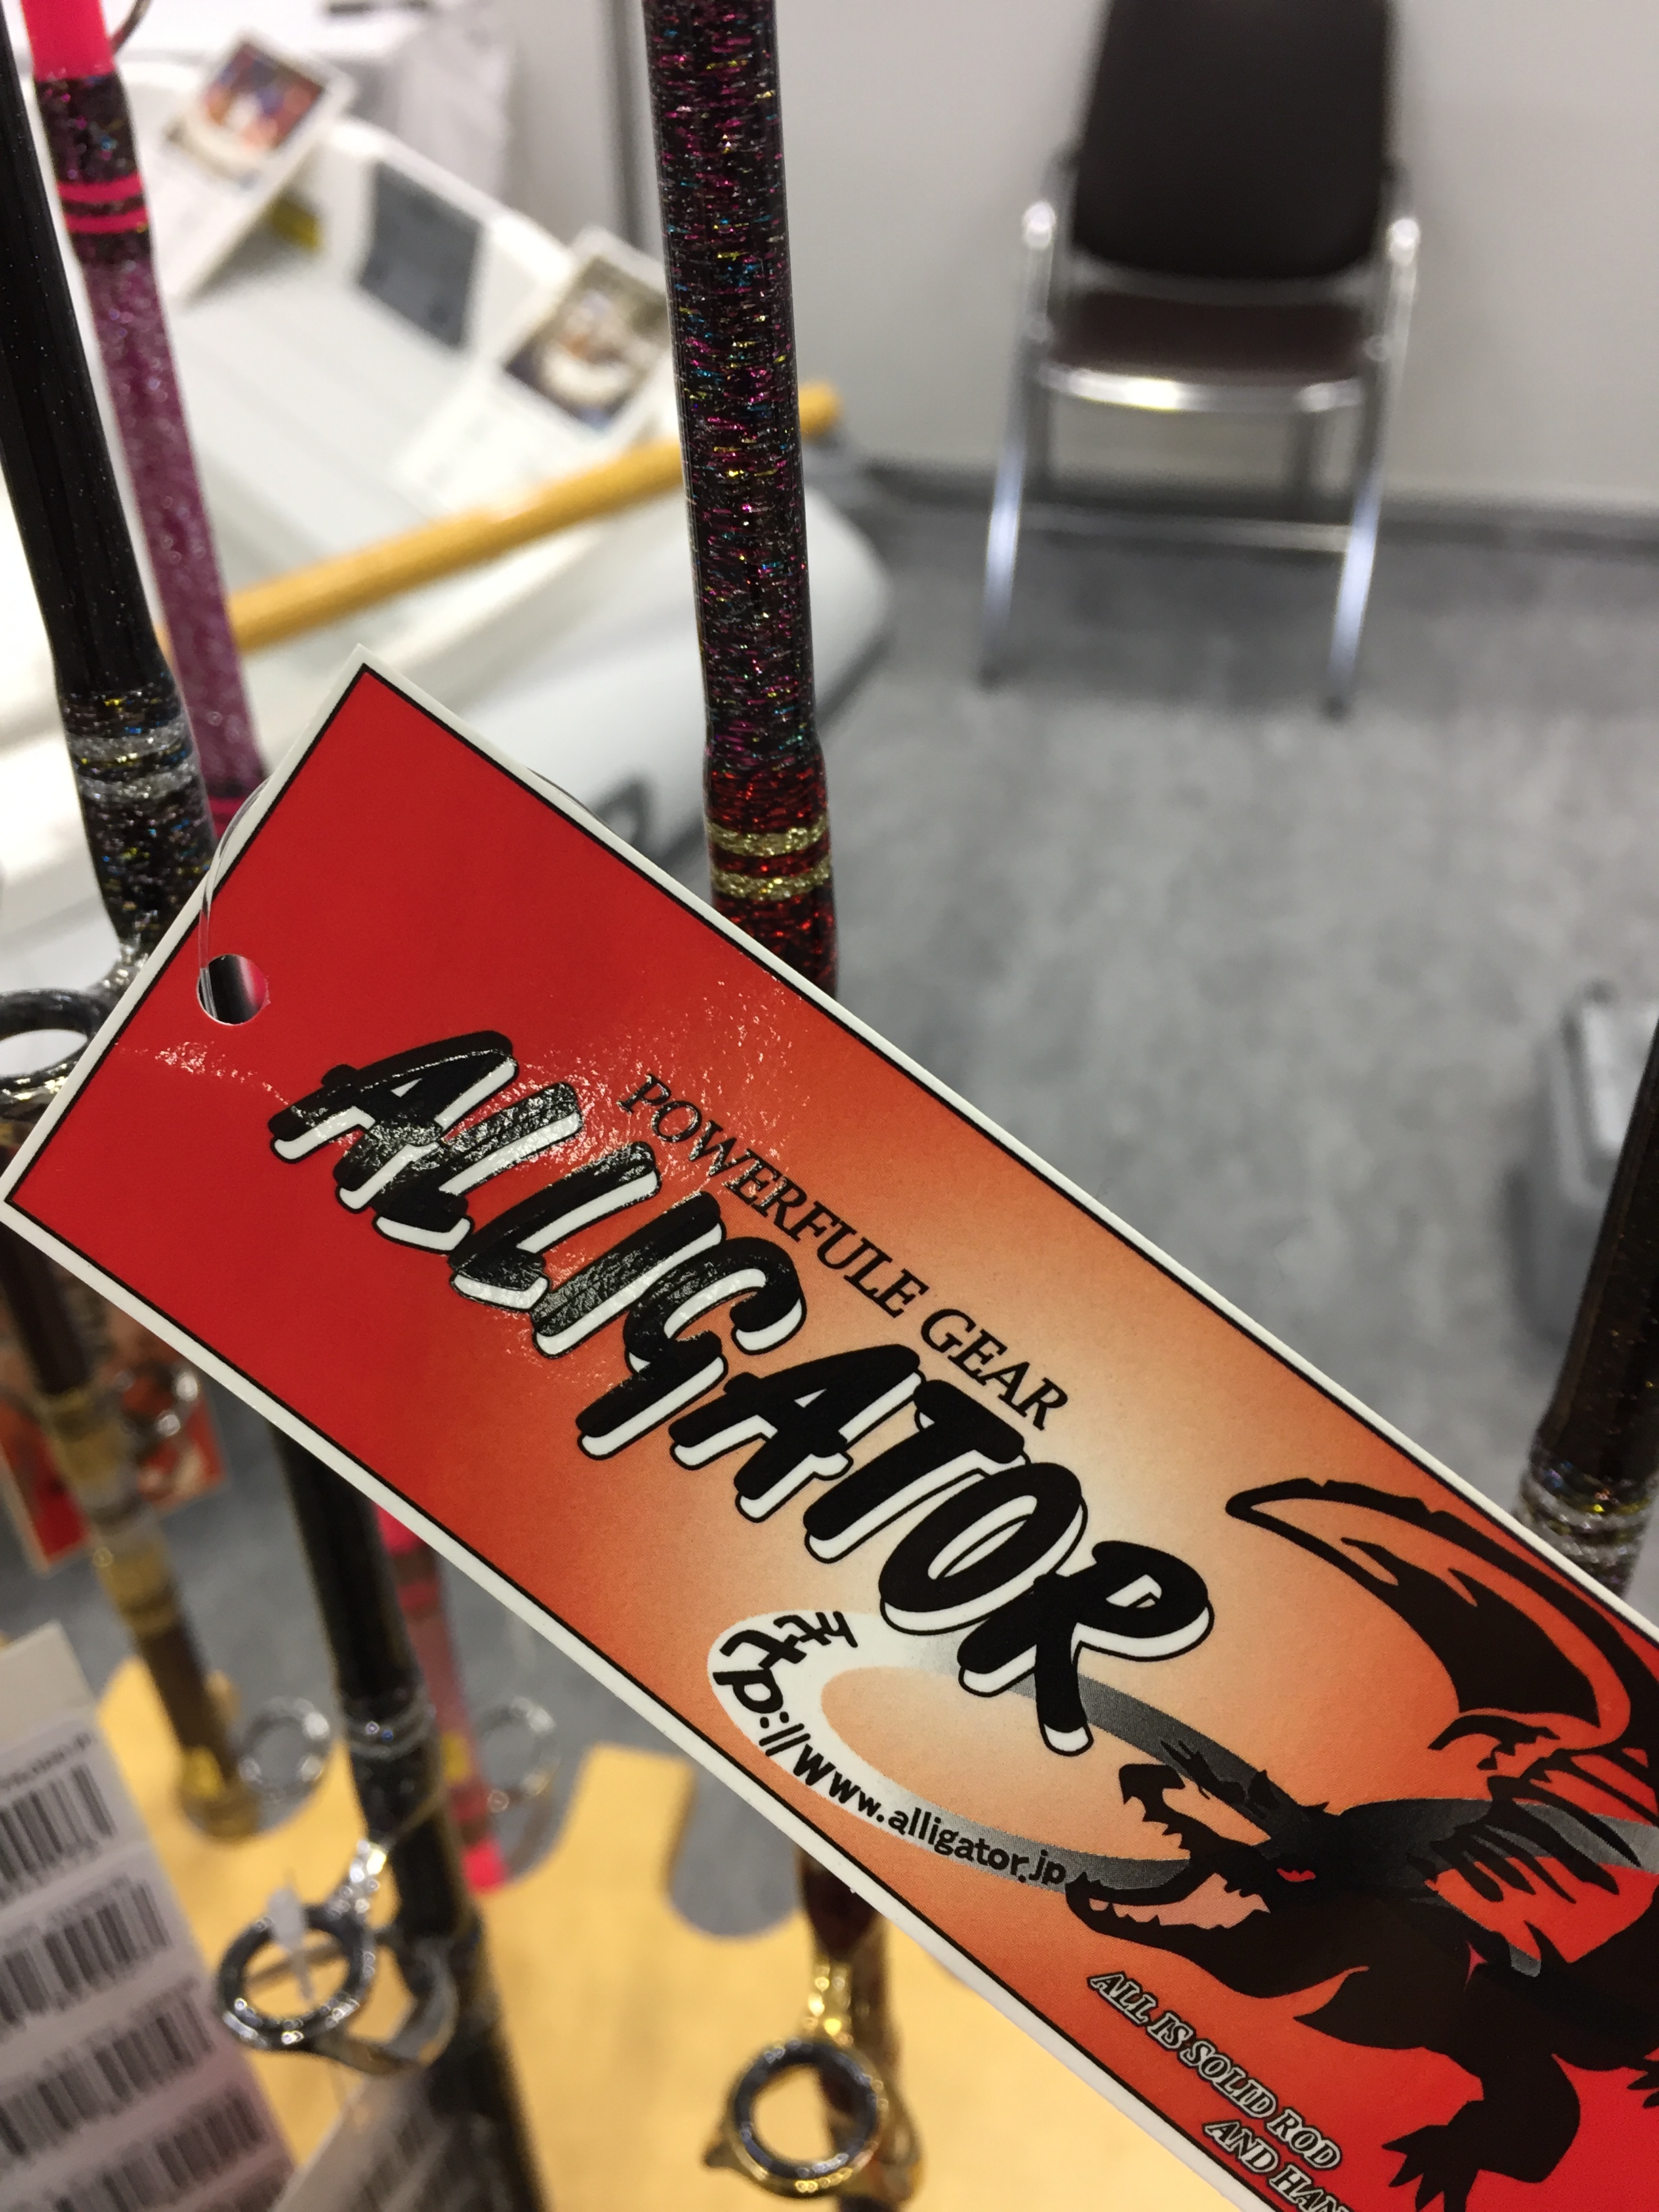 POWERFULE GEAR
ALLIGATOR
http://www.alligator.jp
ALL IS SOLID ROD
AND HAN